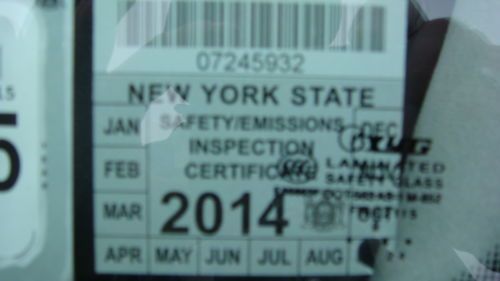 07245932
NEW YORK STATE
JAN SAFETY/EMISSIONS DEC
INSPECTION
FEB CERTIFICATE
LAMINATED
SAFETY GLASS
MAR 2014
APR MAY JUN JUL AUG
5